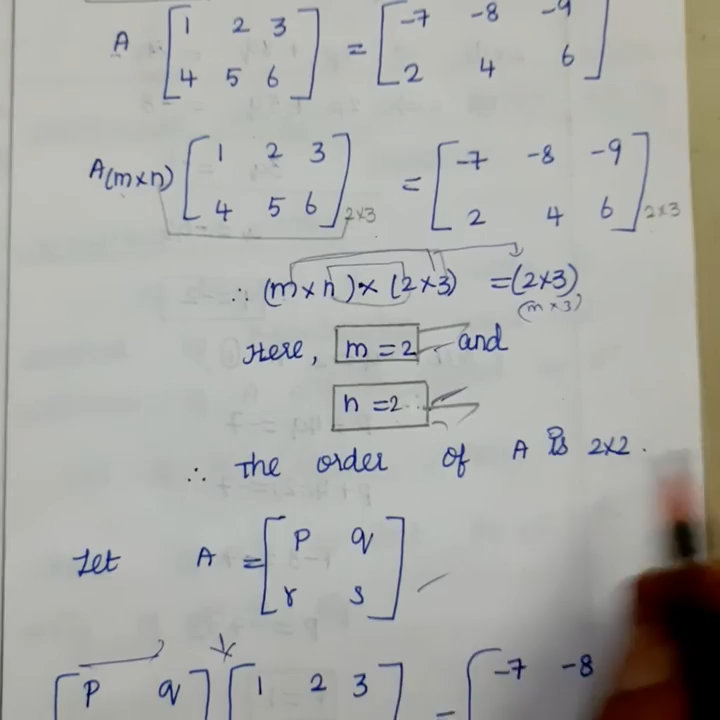 A [1 2 3 = [-7 -8 -9
4 5 6] 2 4 6]
A(m×n) [1 2 3 = [-7 -8 -9
4 5 6]2×3 2 4 6]2×3
∴ (m×n)×(2×3) =(2×3)
(m×3)
Here, m=2 and
n=2
∴ the order of A is 2×2.
Let A = [p q
r s]
[p q] [1 2 3] = [-7 -8